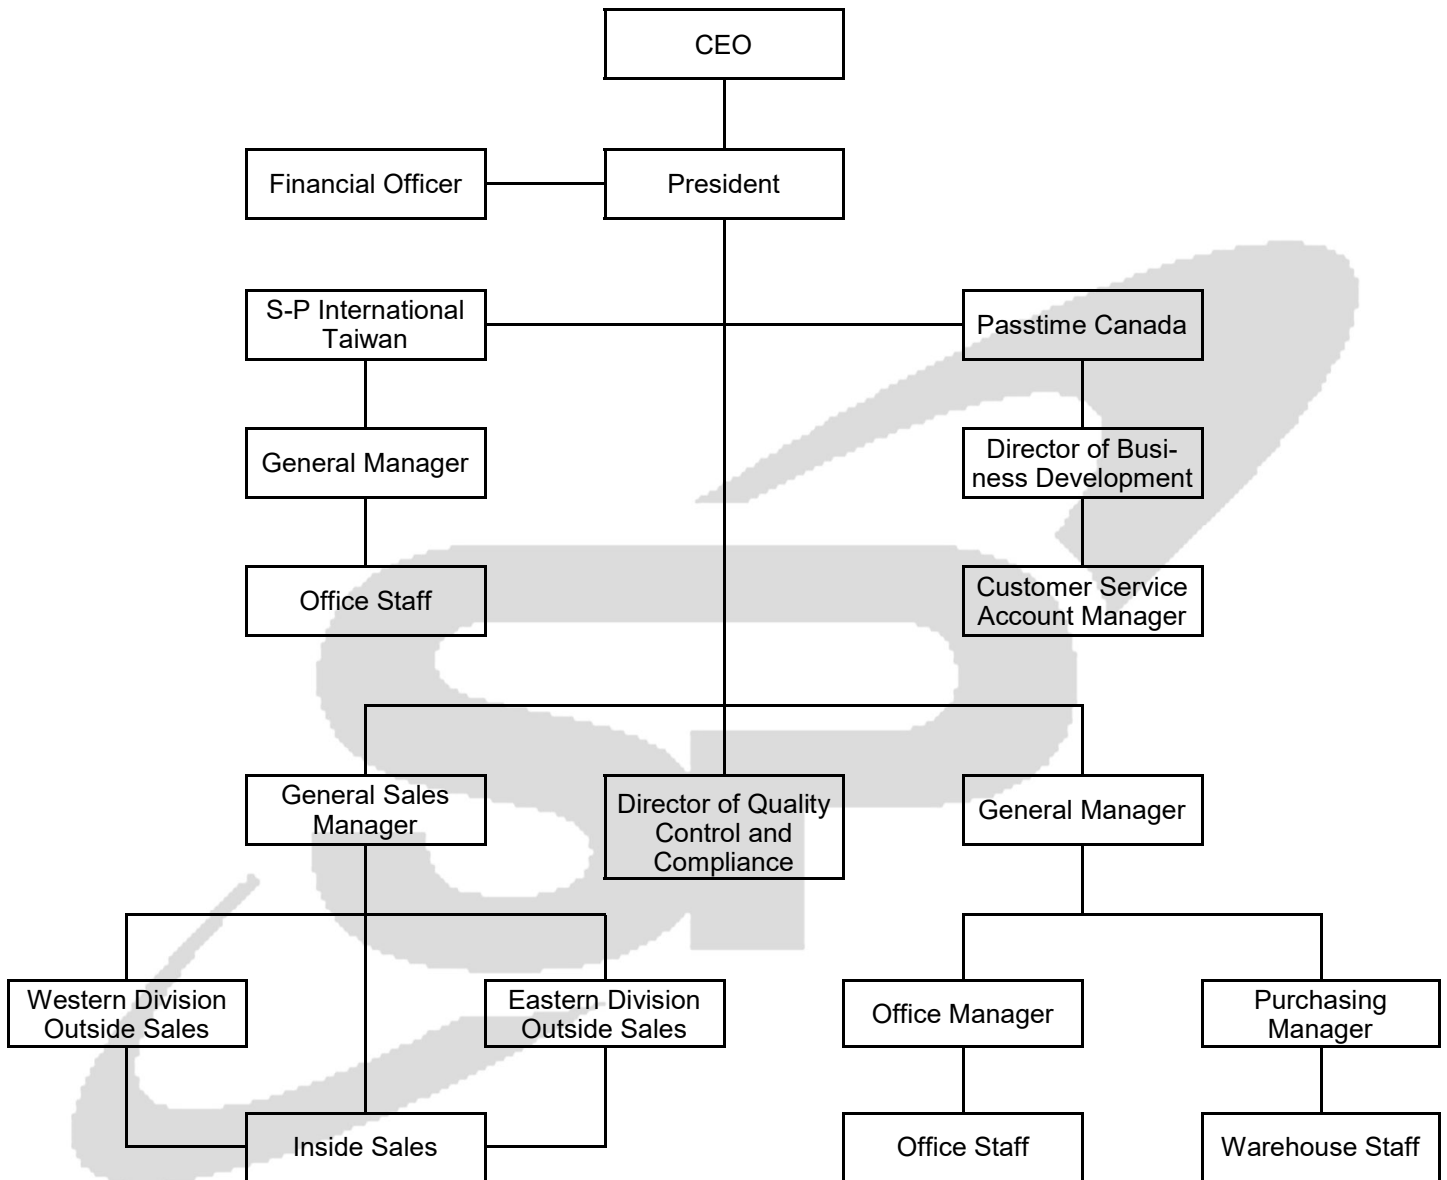 CEO
Financial Officer
President
S-P International
Taiwan
Passtime Canada
General Manager
Director of Busi-
ness Development
Office Staff
Customer Service
Account Manager
General Sales
Manager
Director of Quality
Control and
Compliance
General Manager
Western Division
Outside Sales
Eastern Division
Outside Sales
Office Manager
Purchasing
Manager
Inside Sales
Office Staff
Warehouse Staff
SP